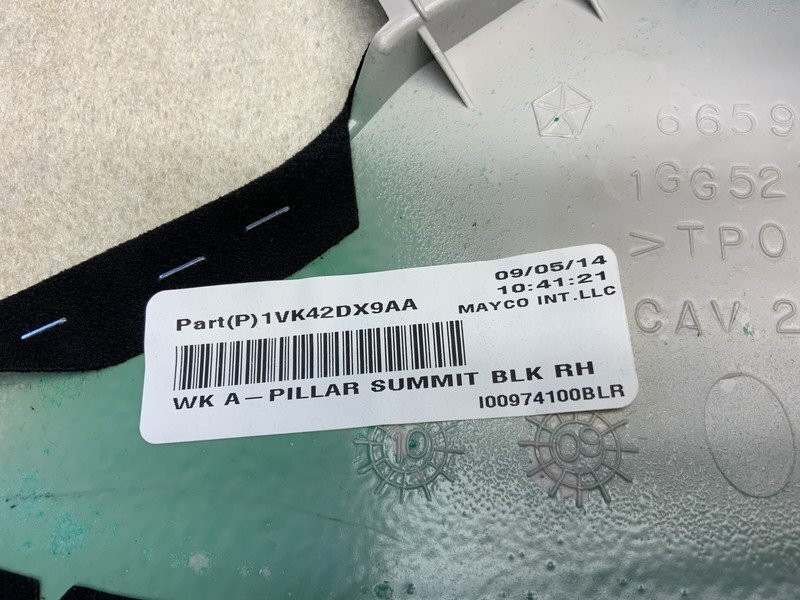 6659
1GG52
>TPO
CAV 2
09/05/14
10:41:21
Part(P)1VK42DX9AA
MAYCO INT.LLC
WK A-PILLAR SUMMIT BLK RH
I00974100BLR
10
09